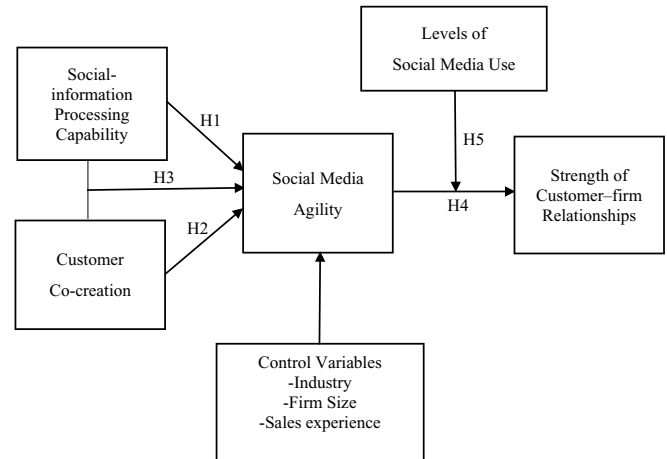 Levels of
Social Media Use
Social-
information
Processing
Capability
H1
H5
H3
Social Media
Agility
Strength of
Customer–firm
Relationships
H4
H2
Customer
Co-creation
Control Variables
-Industry
-Firm Size
-Sales experience